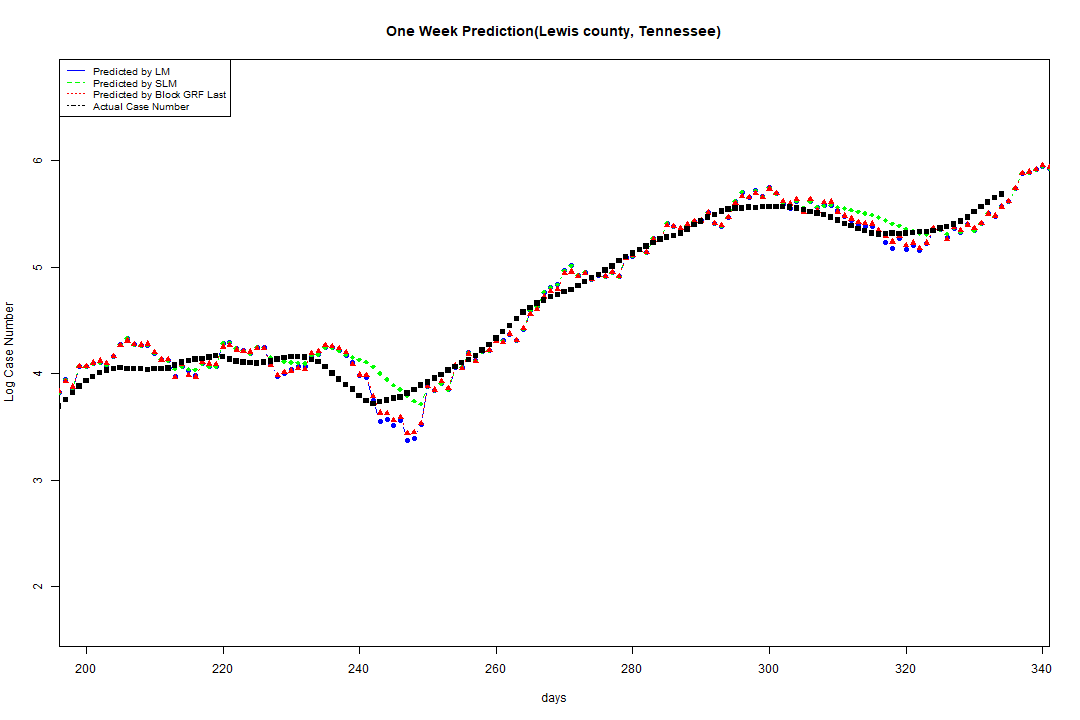 One Week Prediction(Lewis county, Tennessee)
Predicted by LM
Predicted by SLM
Predicted by Block GRF Last
Actual Case Number
6
5
4
3
2
Log Case Number
200 220 240 260 280 300 320 340
days